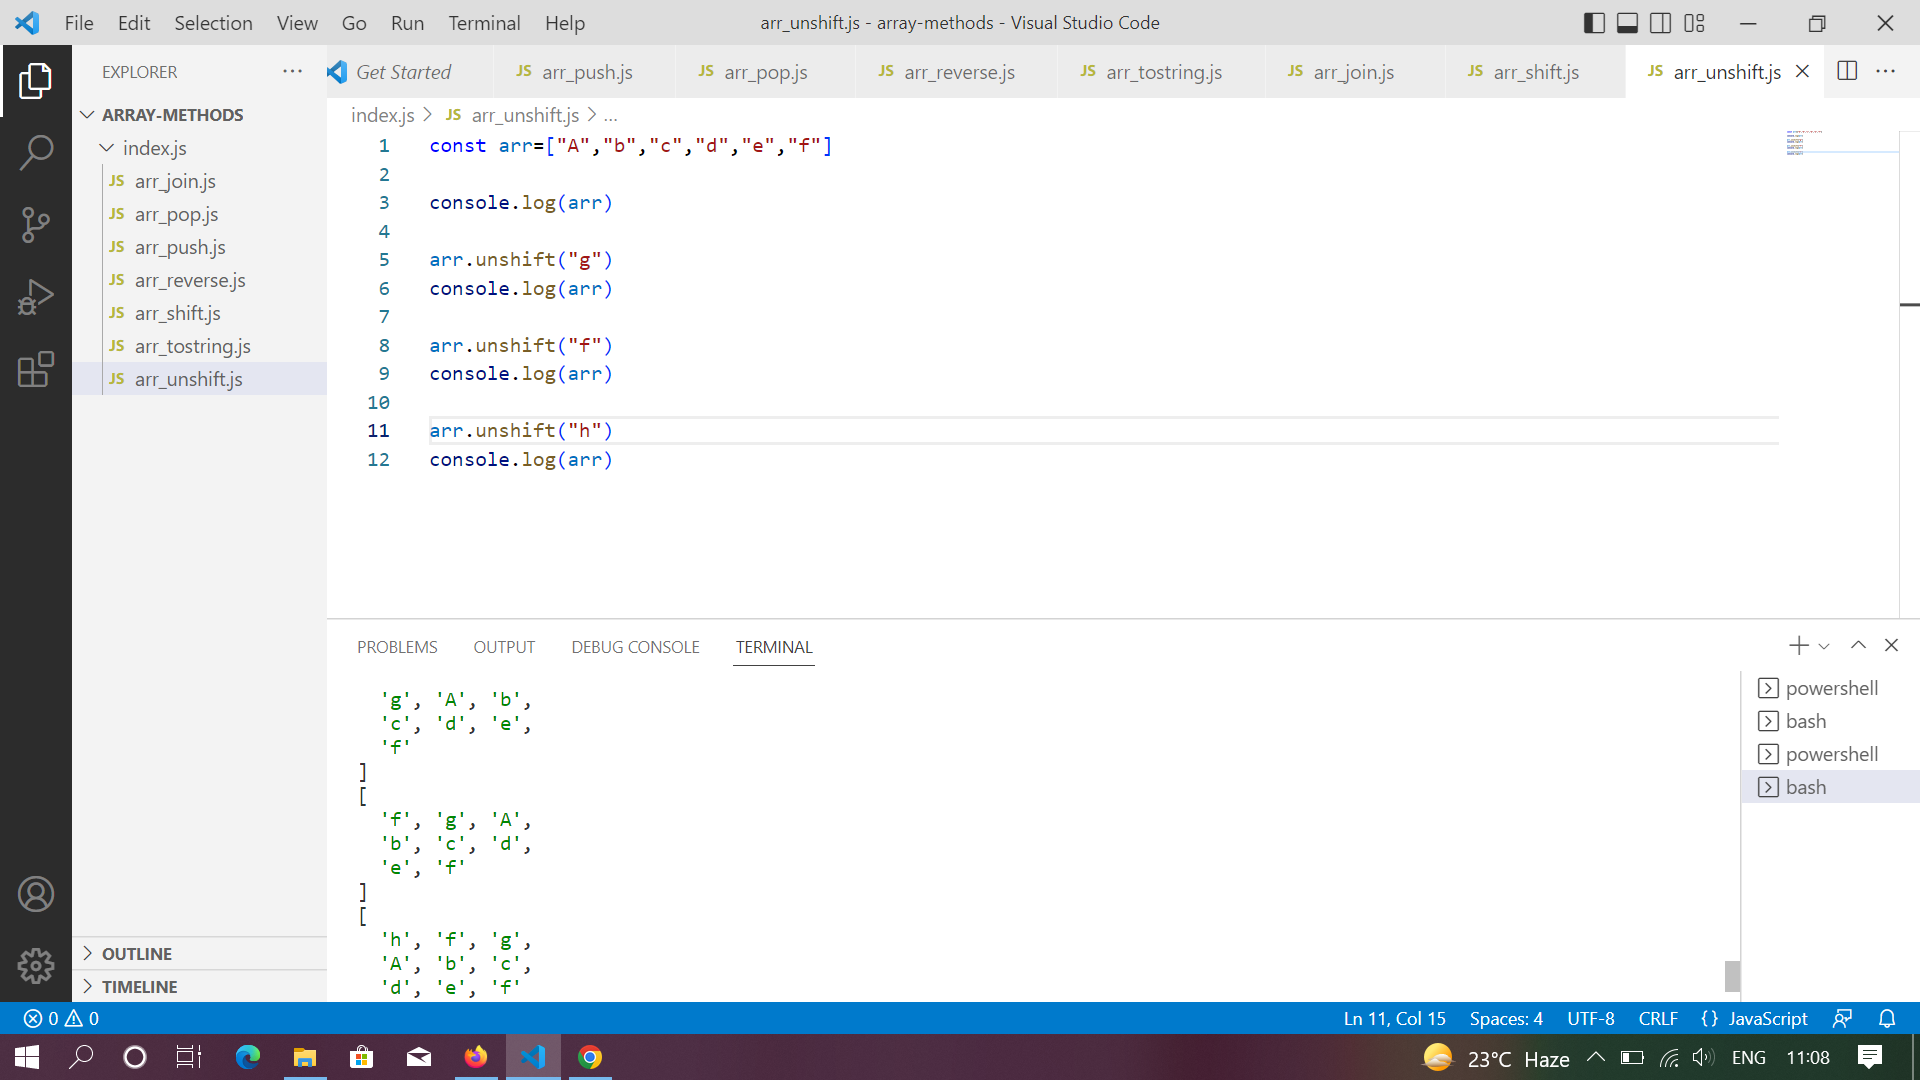 File Edit Selection View Go Run Terminal Help arr_unshift.js - array-methods - Visual Studio Code
EXPLORER
Get Started JS arr_push.js JS arr_pop.js JS arr_reverse.js JS arr_tostring.js JS arr_join.js JS arr_shift.js JS arr_unshift.js
ARRAY-METHODS
index.js
JS arr_join.js
JS arr_pop.js
JS arr_push.js
JS arr_reverse.js
JS arr_shift.js
JS arr_tostring.js
JS arr_unshift.js
OUTLINE
TIMELINE
index.js > JS arr_unshift.js > ...
1 const arr=["A","b","c","d","e","f"]
2
3 console.log(arr)
4
5 arr.unshift("g")
6 console.log(arr)
7
8 arr.unshift("f")
9 console.log(arr)
10
11 arr.unshift("h")
12 console.log(arr)
PROBLEMS OUTPUT DEBUG CONSOLE TERMINAL
'g', 'A', 'b',
'c', 'd', 'e',
'f'
]
[
'f', 'g', 'A',
'b', 'c', 'd',
'e', 'f'
]
[
'h', 'f', 'g',
'A', 'b', 'c',
'd', 'e', 'f'
powershell
bash
powershell
bash
0 0 Ln 11, Col 15 Spaces: 4 UTF-8 CRLF {} JavaScript
23°C Haze ENG 11:08